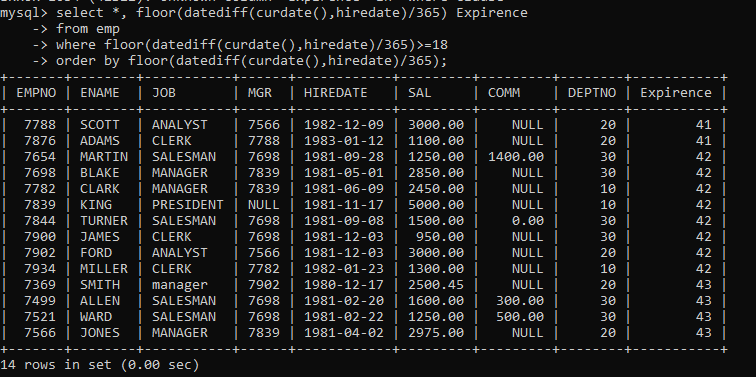 mysql> select *, floor(datediff(curdate(),hiredate)/365) Expirence
    -> from emp
    -> where floor(datediff(curdate(),hiredate)/365)>=18
    -> order by floor(datediff(curdate(),hiredate)/365);
+-------+--------+-----------+------+------------+---------+---------+--------+-----------+
| EMPNO | ENAME  | JOB       | MGR  | HIREDATE   | SAL     | COMM    | DEPTNO | Expirence |
+-------+--------+-----------+------+------------+---------+---------+--------+-----------+
|  7788 | SCOTT  | ANALYST   | 7566 | 1982-12-09 | 3000.00 |    NULL |     20 |        41 |
|  7876 | ADAMS  | CLERK     | 7788 | 1983-01-12 | 1100.00 |    NULL |     20 |        41 |
|  7654 | MARTIN | SALESMAN  | 7698 | 1981-09-28 | 1250.00 | 1400.00 |     30 |        42 |
|  7698 | BLAKE  | MANAGER   | 7839 | 1981-05-01 | 2850.00 |    NULL |     30 |        42 |
|  7782 | CLARK  | MANAGER   | 7839 | 1981-06-09 | 2450.00 |    NULL |     10 |        42 |
|  7839 | KING   | PRESIDENT | NULL | 1981-11-17 | 5000.00 |    NULL |     10 |        42 |
|  7844 | TURNER | SALESMAN  | 7698 | 1981-09-08 | 1500.00 |    0.00 |     30 |        42 |
|  7900 | JAMES  | CLERK     | 7698 | 1981-12-03 |  950.00 |    NULL |     30 |        42 |
|  7902 | FORD   | ANALYST   | 7566 | 1981-12-03 | 3000.00 |    NULL |     20 |        42 |
|  7934 | MILLER | CLERK     | 7782 | 1982-01-23 | 1300.00 |    NULL |     10 |        42 |
|  7369 | SMITH  | manager   | 7902 | 1980-12-17 | 2500.45 |    NULL |     20 |        43 |
|  7499 | ALLEN  | SALESMAN  | 7698 | 1981-02-20 | 1600.00 |  300.00 |     30 |        43 |
|  7521 | WARD   | SALESMAN  | 7698 | 1981-02-22 | 1250.00 |  500.00 |     30 |        43 |
|  7566 | JONES  | MANAGER   | 7839 | 1981-04-02 | 2975.00 |    NULL |     20 |        43 |
+-------+--------+-----------+------+------------+---------+---------+--------+-----------+
14 rows in set (0.00 sec)